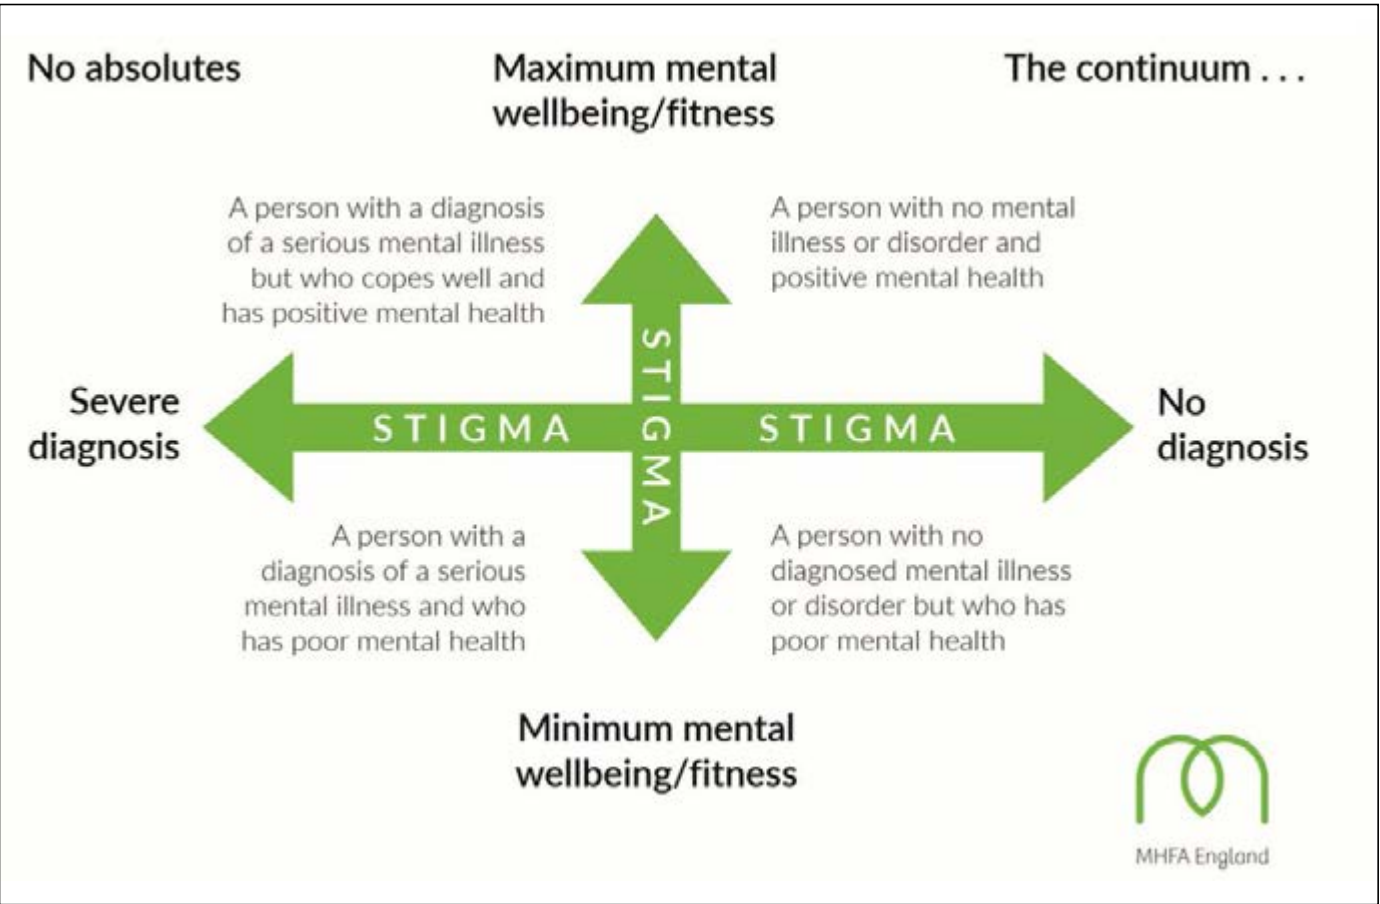 No absolutes
Maximum mental
wellbeing/fitness
The continuum . . .
A person with a diagnosis
of a serious mental illness
but who copes well and
has positive mental health
A person with no mental
illness or disorder and
positive mental health
Severe
diagnosis
STIGMA
STIGMA
STIGMA
No
diagnosis
A person with a
diagnosis of a serious
mental illness and who
has poor mental health
A person with no
diagnosed mental illness
or disorder but who has
poor mental health
Minimum mental
wellbeing/fitness
MHFA England